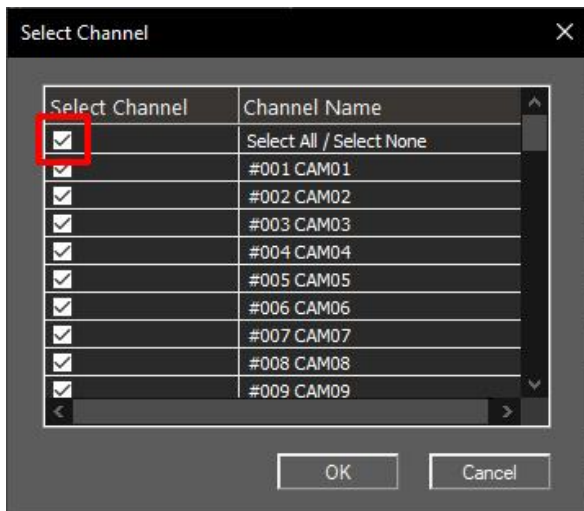 Select Channel
Select Channel Channel Name
Select All / Select None
#001 CAM01
#002 CAM02
#003 CAM03
#004 CAM04
#005 CAM05
#006 CAM06
#007 CAM07
#008 CAM08
#009 CAM09
OK Cancel